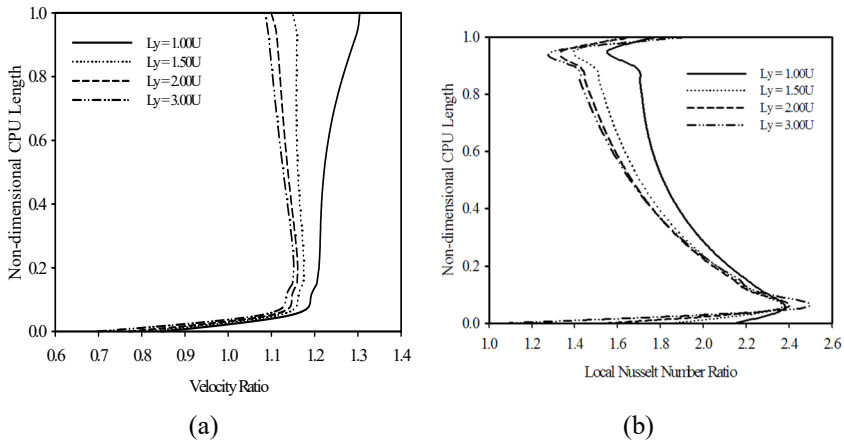 1.0
0.8
0.6
0.4
0.2
0.0
Non-dimensional CPU Length
Ly = 1.00U
Ly = 1.50U
Ly = 2.00U
Ly = 3.00U
0.6 0.7 0.8 0.9 1.0 1.1 1.2 1.3 1.4
Velocity Ratio
(a)
1.0
0.8
0.6
0.4
0.2
0.0
Non-dimensional CPU Length
Ly = 1.00U
Ly = 1.50U
Ly = 2.00U
Ly = 3.00U
1.0 1.2 1.4 1.6 1.8 2.0 2.2 2.4 2.6
Local Nusselt Number Ratio
(b)